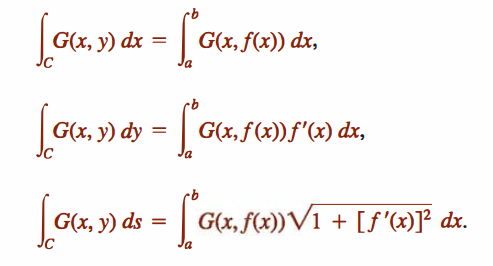 ∫_C G(x, y) dx = ∫_a^b G(x, f(x)) dx,
∫_C G(x, y) dy = ∫_a^b G(x, f(x)) f′(x) dx,
∫_C G(x, y) ds = ∫_a^b G(x, f(x)) √(1 + [f′(x)]²) dx.